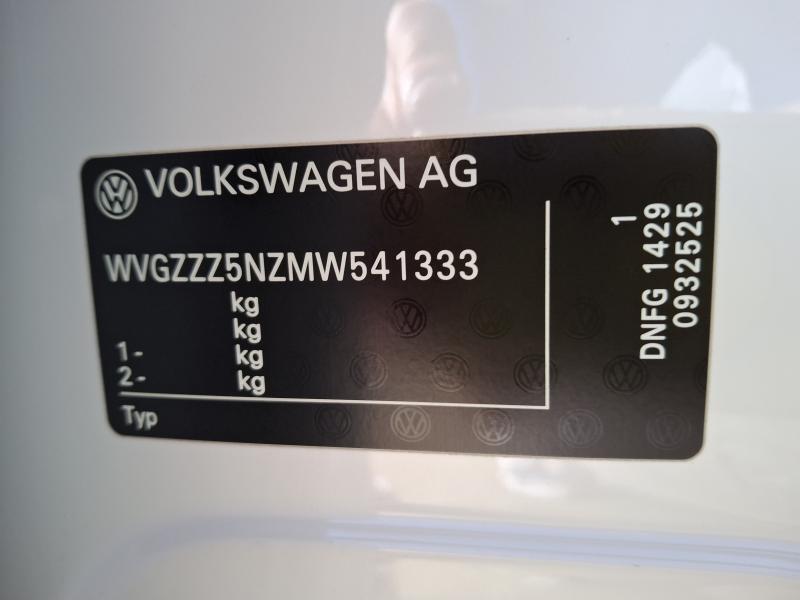 VOLKSWAGEN AG
WVGZZZ5NZMW541333
kg
kg
1- kg
2- kg
Typ
1
DNFG 1429
0932525